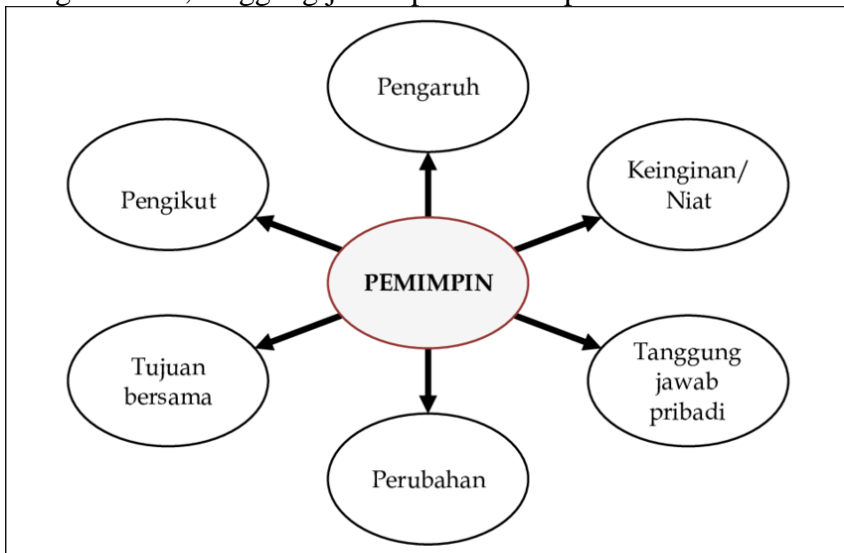 Pengaruh
Pengikut
Keinginan/
Niat
PEMIMPIN
Tujuan
bersama
Tanggung
jawab
pribadi
Perubahan